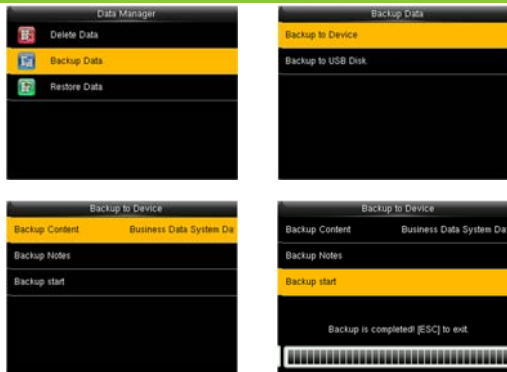 Data Manager
Delete Data
Backup Data
Restore Data
Backup Data
Backup to Device
Backup to USB Disk
Backup to Device
Backup Content Business Data System Da
Backup Notes
Backup start
Backup to Device
Backup Content Business Data System Da
Backup Notes
Backup start
Backup is completed! [ESC] to exit.